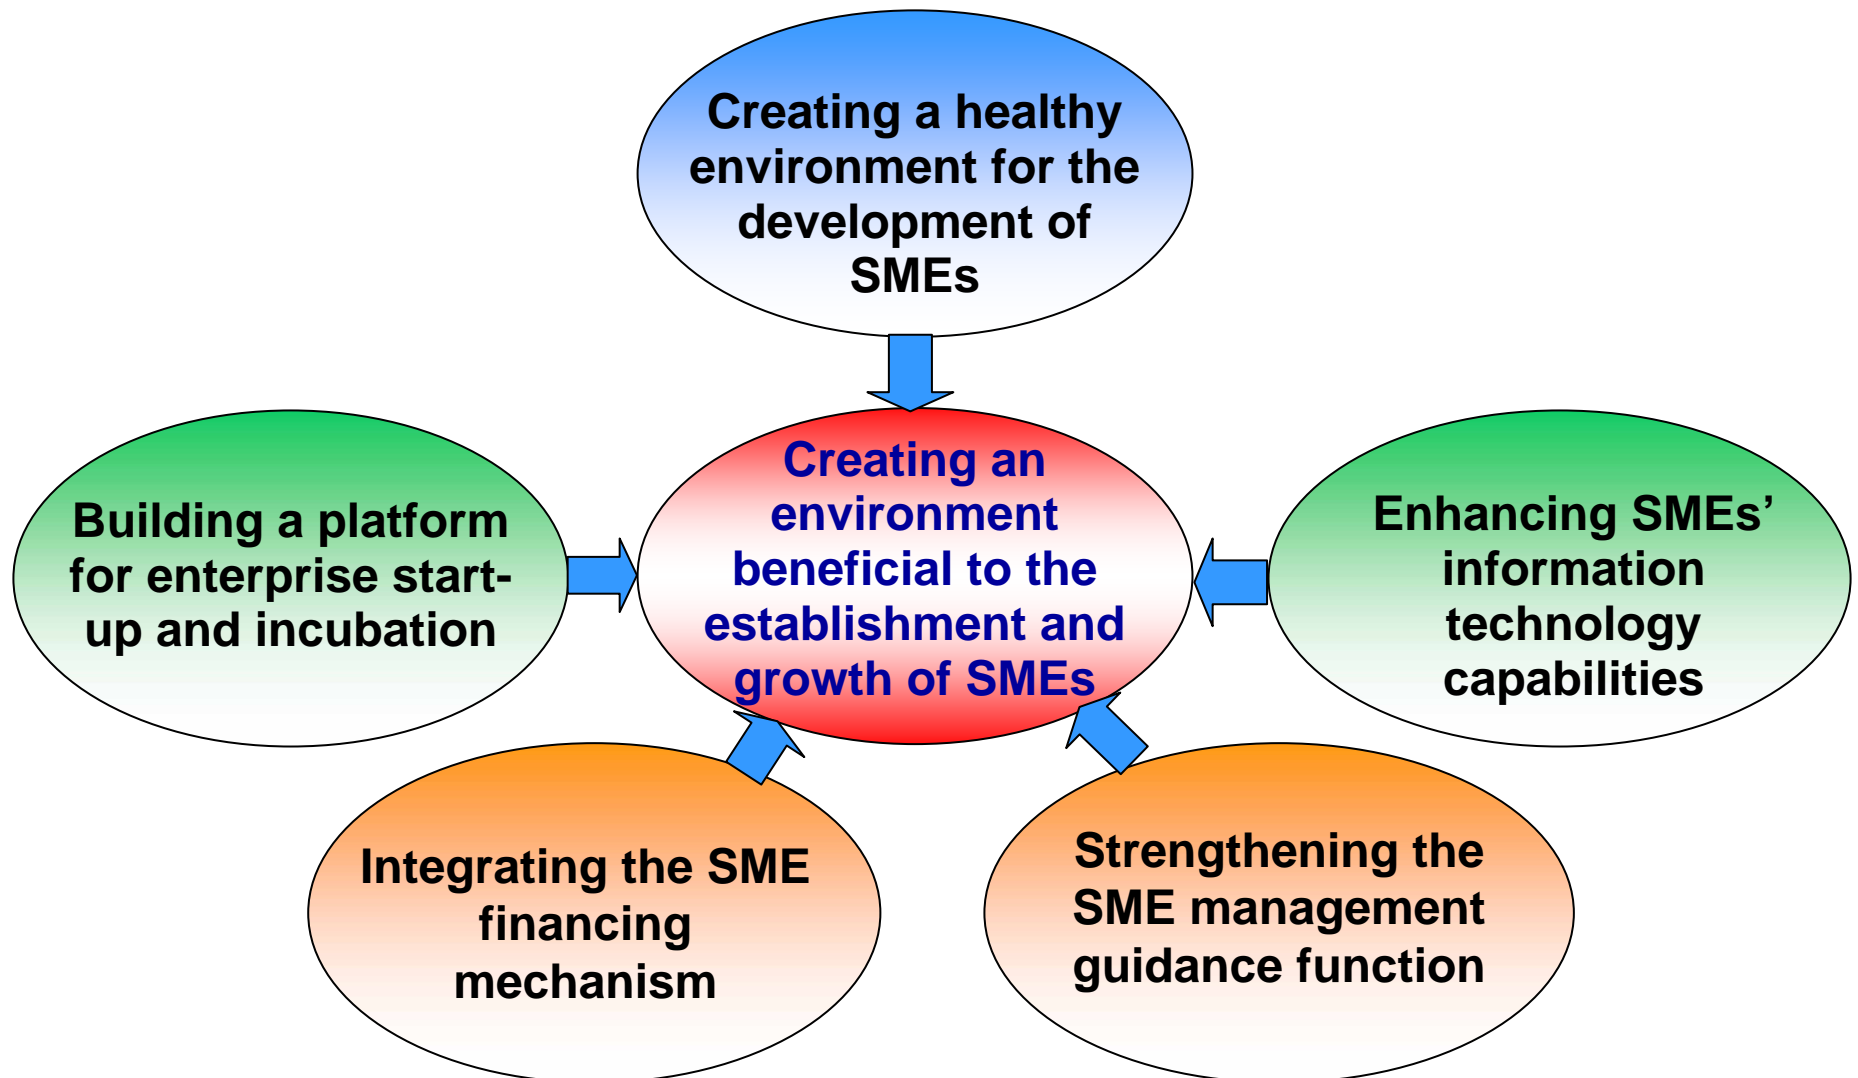 Creating a healthy
environment for the
development of
SMEs
Creating an
environment
beneficial to the
establishment and
growth of SMEs
Building a platform
for enterprise start-
up and incubation
Enhancing SMEs’
information
technology
capabilities
Integrating the SME
financing
mechanism
Strengthening the
SME management
guidance function